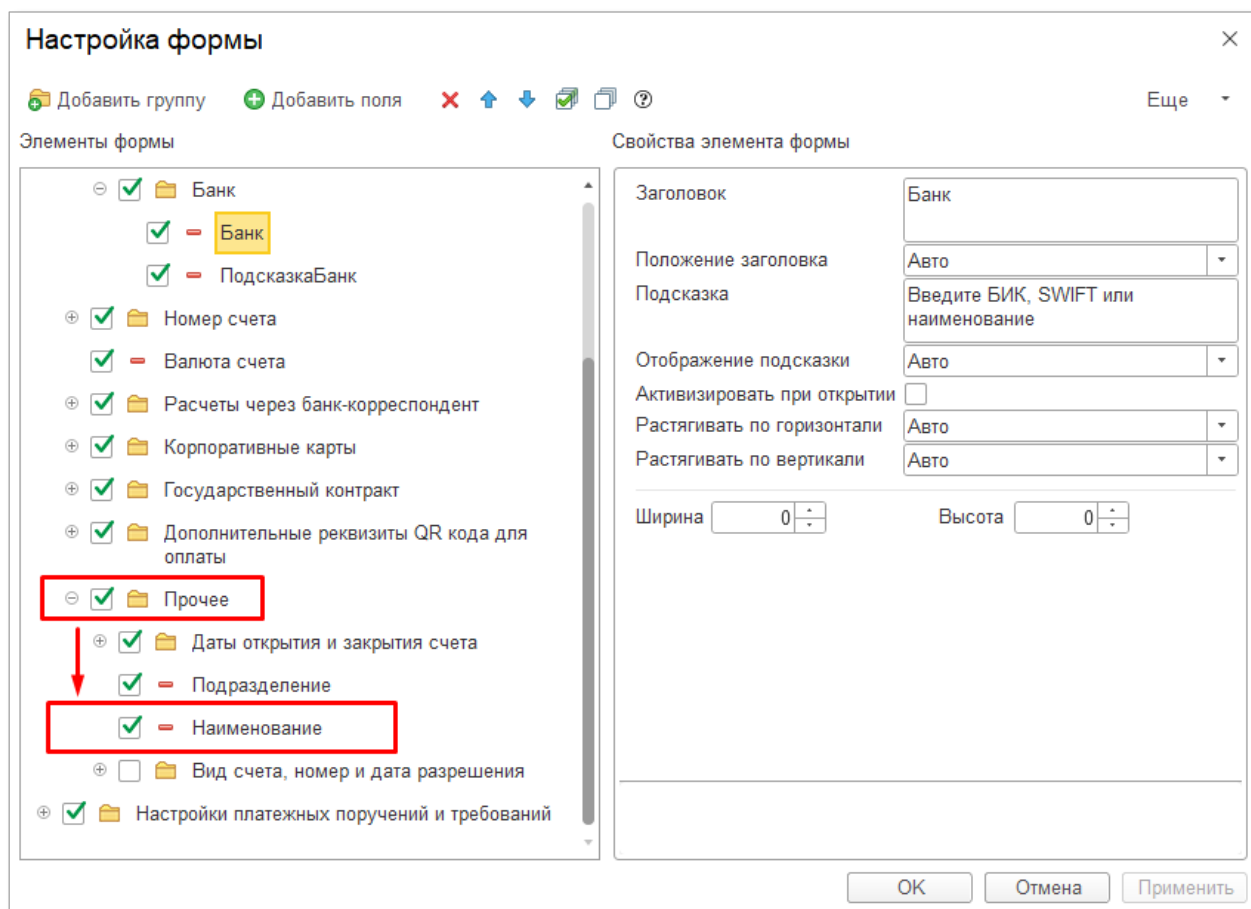 Настройка формы
Добавить группу
Добавить поля
Еще
Элементы формы
Свойства элемента формы
Банк
Банк
ПодсказкаБанк
Номер счета
Валюта счета
Расчеты через банк-корреспондент
Корпоративные карты
Государственный контракт
Дополнительные реквизиты QR кода для
оплаты
Прочее
Даты открытия и закрытия счета
Подразделение
Наименование
Вид счета, номер и дата разрешения
Настройки платежных поручений и требований
Заголовок
Банк
Положение заголовка
Авто
Подсказка
Введите БИК, SWIFT или
наименование
Отображение подсказки
Авто
Активизировать при открытии
Растягивать по горизонтали
Авто
Растягивать по вертикали
Авто
Ширина
0
Высота
0
OK
Отмена
Применить